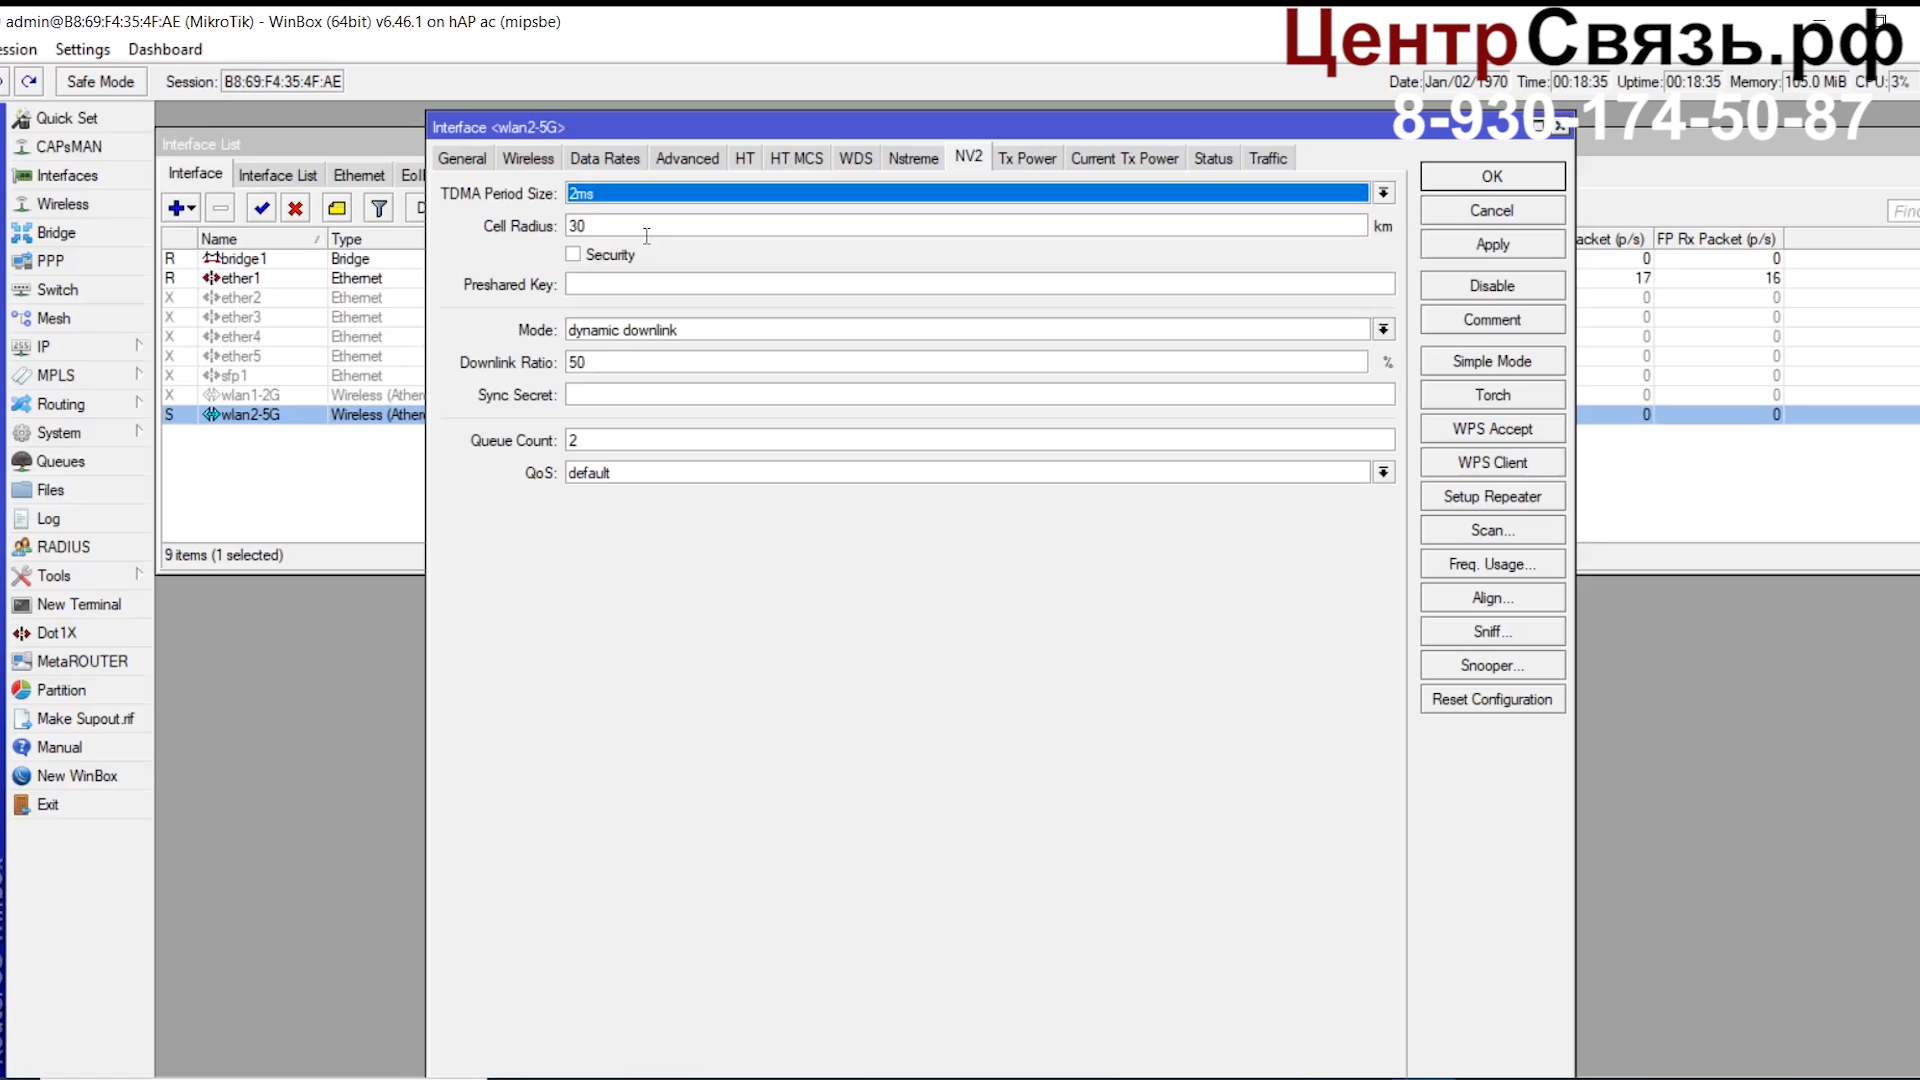 admin@B8:69:F4:35:4F:AE (MikroTik) - WinBox (64bit) v6.46.1 on hAP ac (mipsbe)
ЦентрСвязь.рф
ession Settings Dashboard
Safe Mode Session: B8:69:F4:35:4F:AE Date: Jan/02/1970 Time: 00:18:35 Uptime: 00:18:35 Memory: 105.0 MiB CPU: 3%
8-930-174-50-87
Quick Set
CAPsMAN
Interfaces
Wireless
Bridge
PPP
Switch
Mesh
IP
MPLS
Routing
System
Queues
Files
Log
RADIUS
Tools
New Terminal
Dot1X
MetaROUTER
Partition
Make Supout.rif
Manual
New WinBox
Exit
Interface List
Interface Interface List Ethernet EoI
Name Type
R bridge1 Bridge
R ether1 Ethernet
X ether2 Ethernet
X ether3 Ethernet
X ether4 Ethernet
X ether5 Ethernet
X sfp1 Ethernet
X wlan1-2G Wireless (Ather
S wlan2-5G Wireless (Ather
9 items (1 selected)
Interface <wlan2-5G>
General Wireless Data Rates Advanced HT HT MCS WDS Nstreme NV2 Tx Power Current Tx Power Status Traffic
TDMA Period Size: 2ms
Cell Radius: 30 km
Security
Preshared Key:
Mode: dynamic downlink
Downlink Ratio: 50 %
Sync Secret:
Queue Count: 2
QoS: default
OK
Cancel
Apply
Disable
Comment
Simple Mode
Torch
WPS Accept
WPS Client
Setup Repeater
Scan...
Freq. Usage...
Align...
Sniff...
Snooper...
Reset Configuration
Find
acket (p/s) FP Rx Packet (p/s)
0 0
17 16
0 0
0 0
0 0
0 0
0 0
0 0
0 0